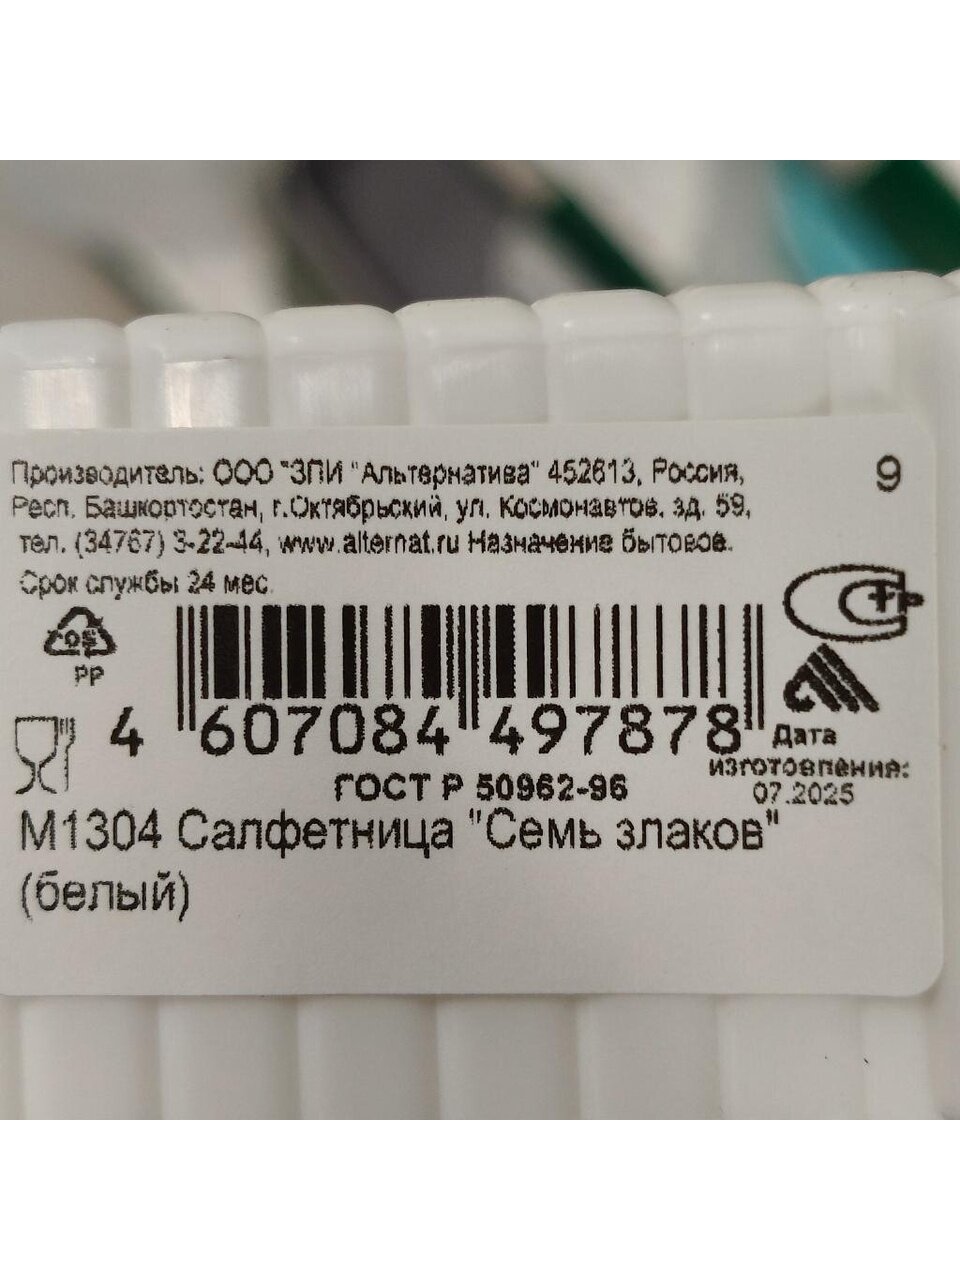 Производитель: ООО "ЗПИ "Альтернатива" 452613, Россия,
9
Респ. Башкортостан, г.Октябрьский, ул. Космонавтов, зд. 59,
тел. (34767) 3-22-44, www.alternat.ru Назначение бытовое.
Срок службы 24 мес.
05
PP
4 607084 497878
Дата
изготовления:
07.2025
ГОСТ Р 50962-96
М1304 Салфетница "Семь злаков"
(белый)